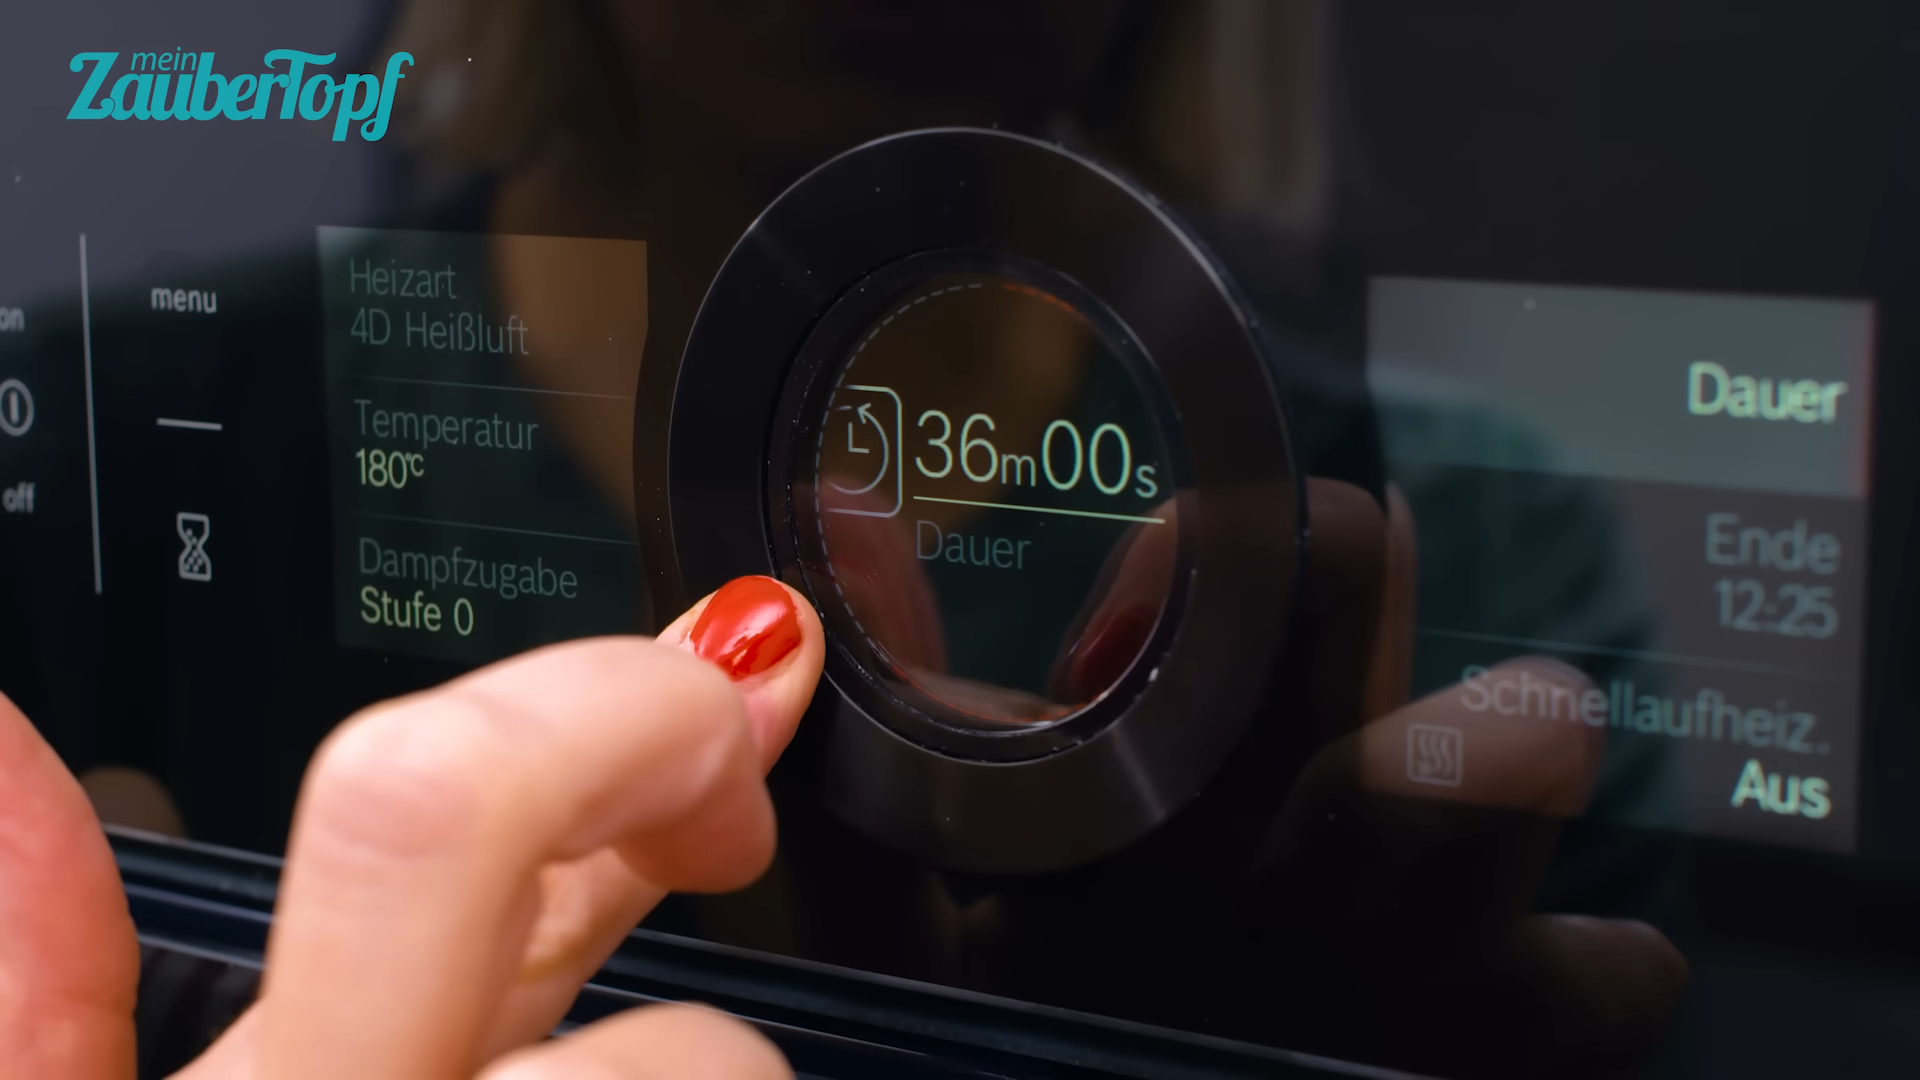 mein
ZauberTopf
on
off
menu
Heizart
4D Heißluft
Temperatur
180°C
Dampfzugabe
Stufe 0
36m00s
Dauer
Dauer
Ende
12:25
Schnellaufheiz.
Aus